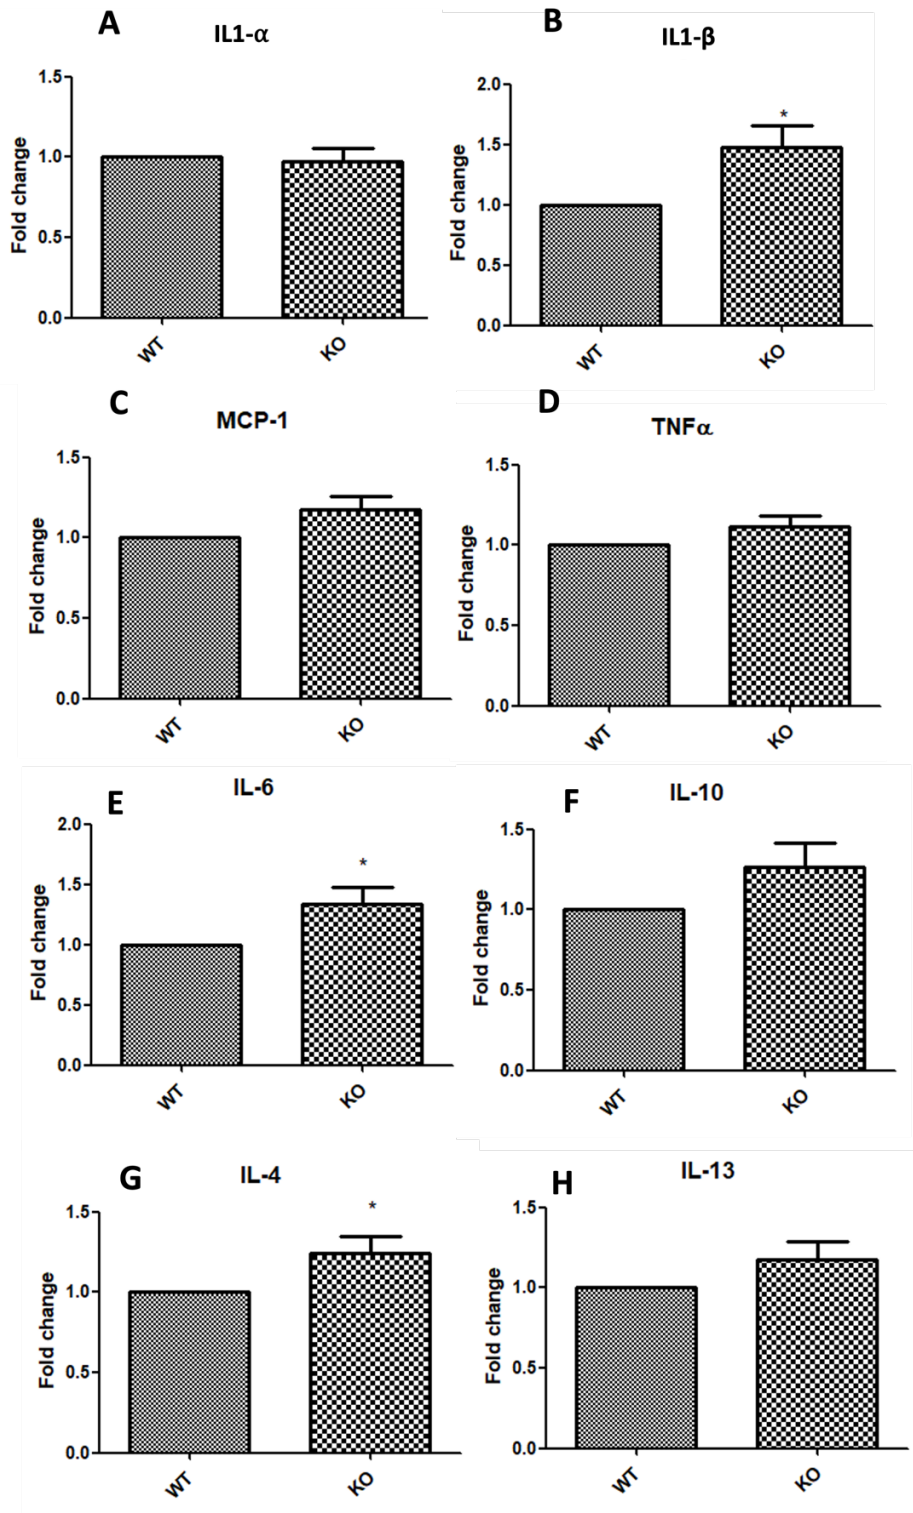 A
IL1-α
1.5
1.0
0.5
0.0
Fold change
WT
KO
B
IL1-β
2.0
1.5
1.0
0.5
0.0
Fold change
*
WT
KO
C
MCP-1
1.5
1.0
0.5
0.0
Fold change
WT
KO
D
TNFα
1.5
1.0
0.5
0.0
Fold change
WT
KO
E
IL-6
2.0
1.5
1.0
0.5
0.0
Fold change
*
WT
KO
F
IL-10
1.5
1.0
0.5
0.0
Fold change
WT
KO
G
IL-4
1.5
1.0
0.5
0.0
Fold change
*
WT
KO
H
IL-13
1.5
1.0
0.5
0.0
Fold change
WT
KO